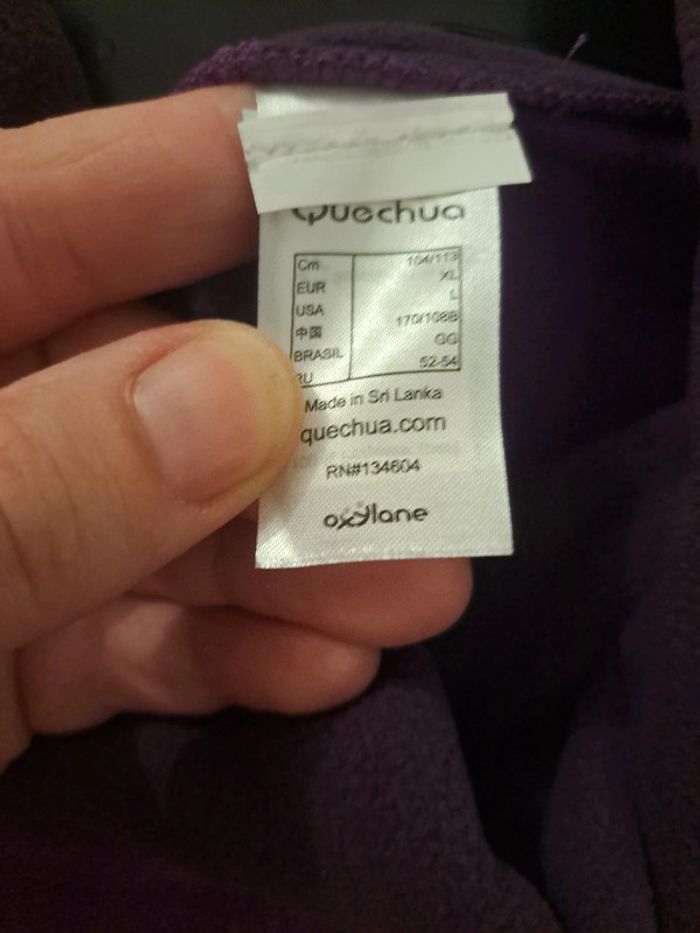 Quechua
Cm 104/113
EUR XL
USA L
中国 170/108B
BRASIL GG
RU 52-54
Made in Sri Lanka
quechua.com
RN#134604
oxylane